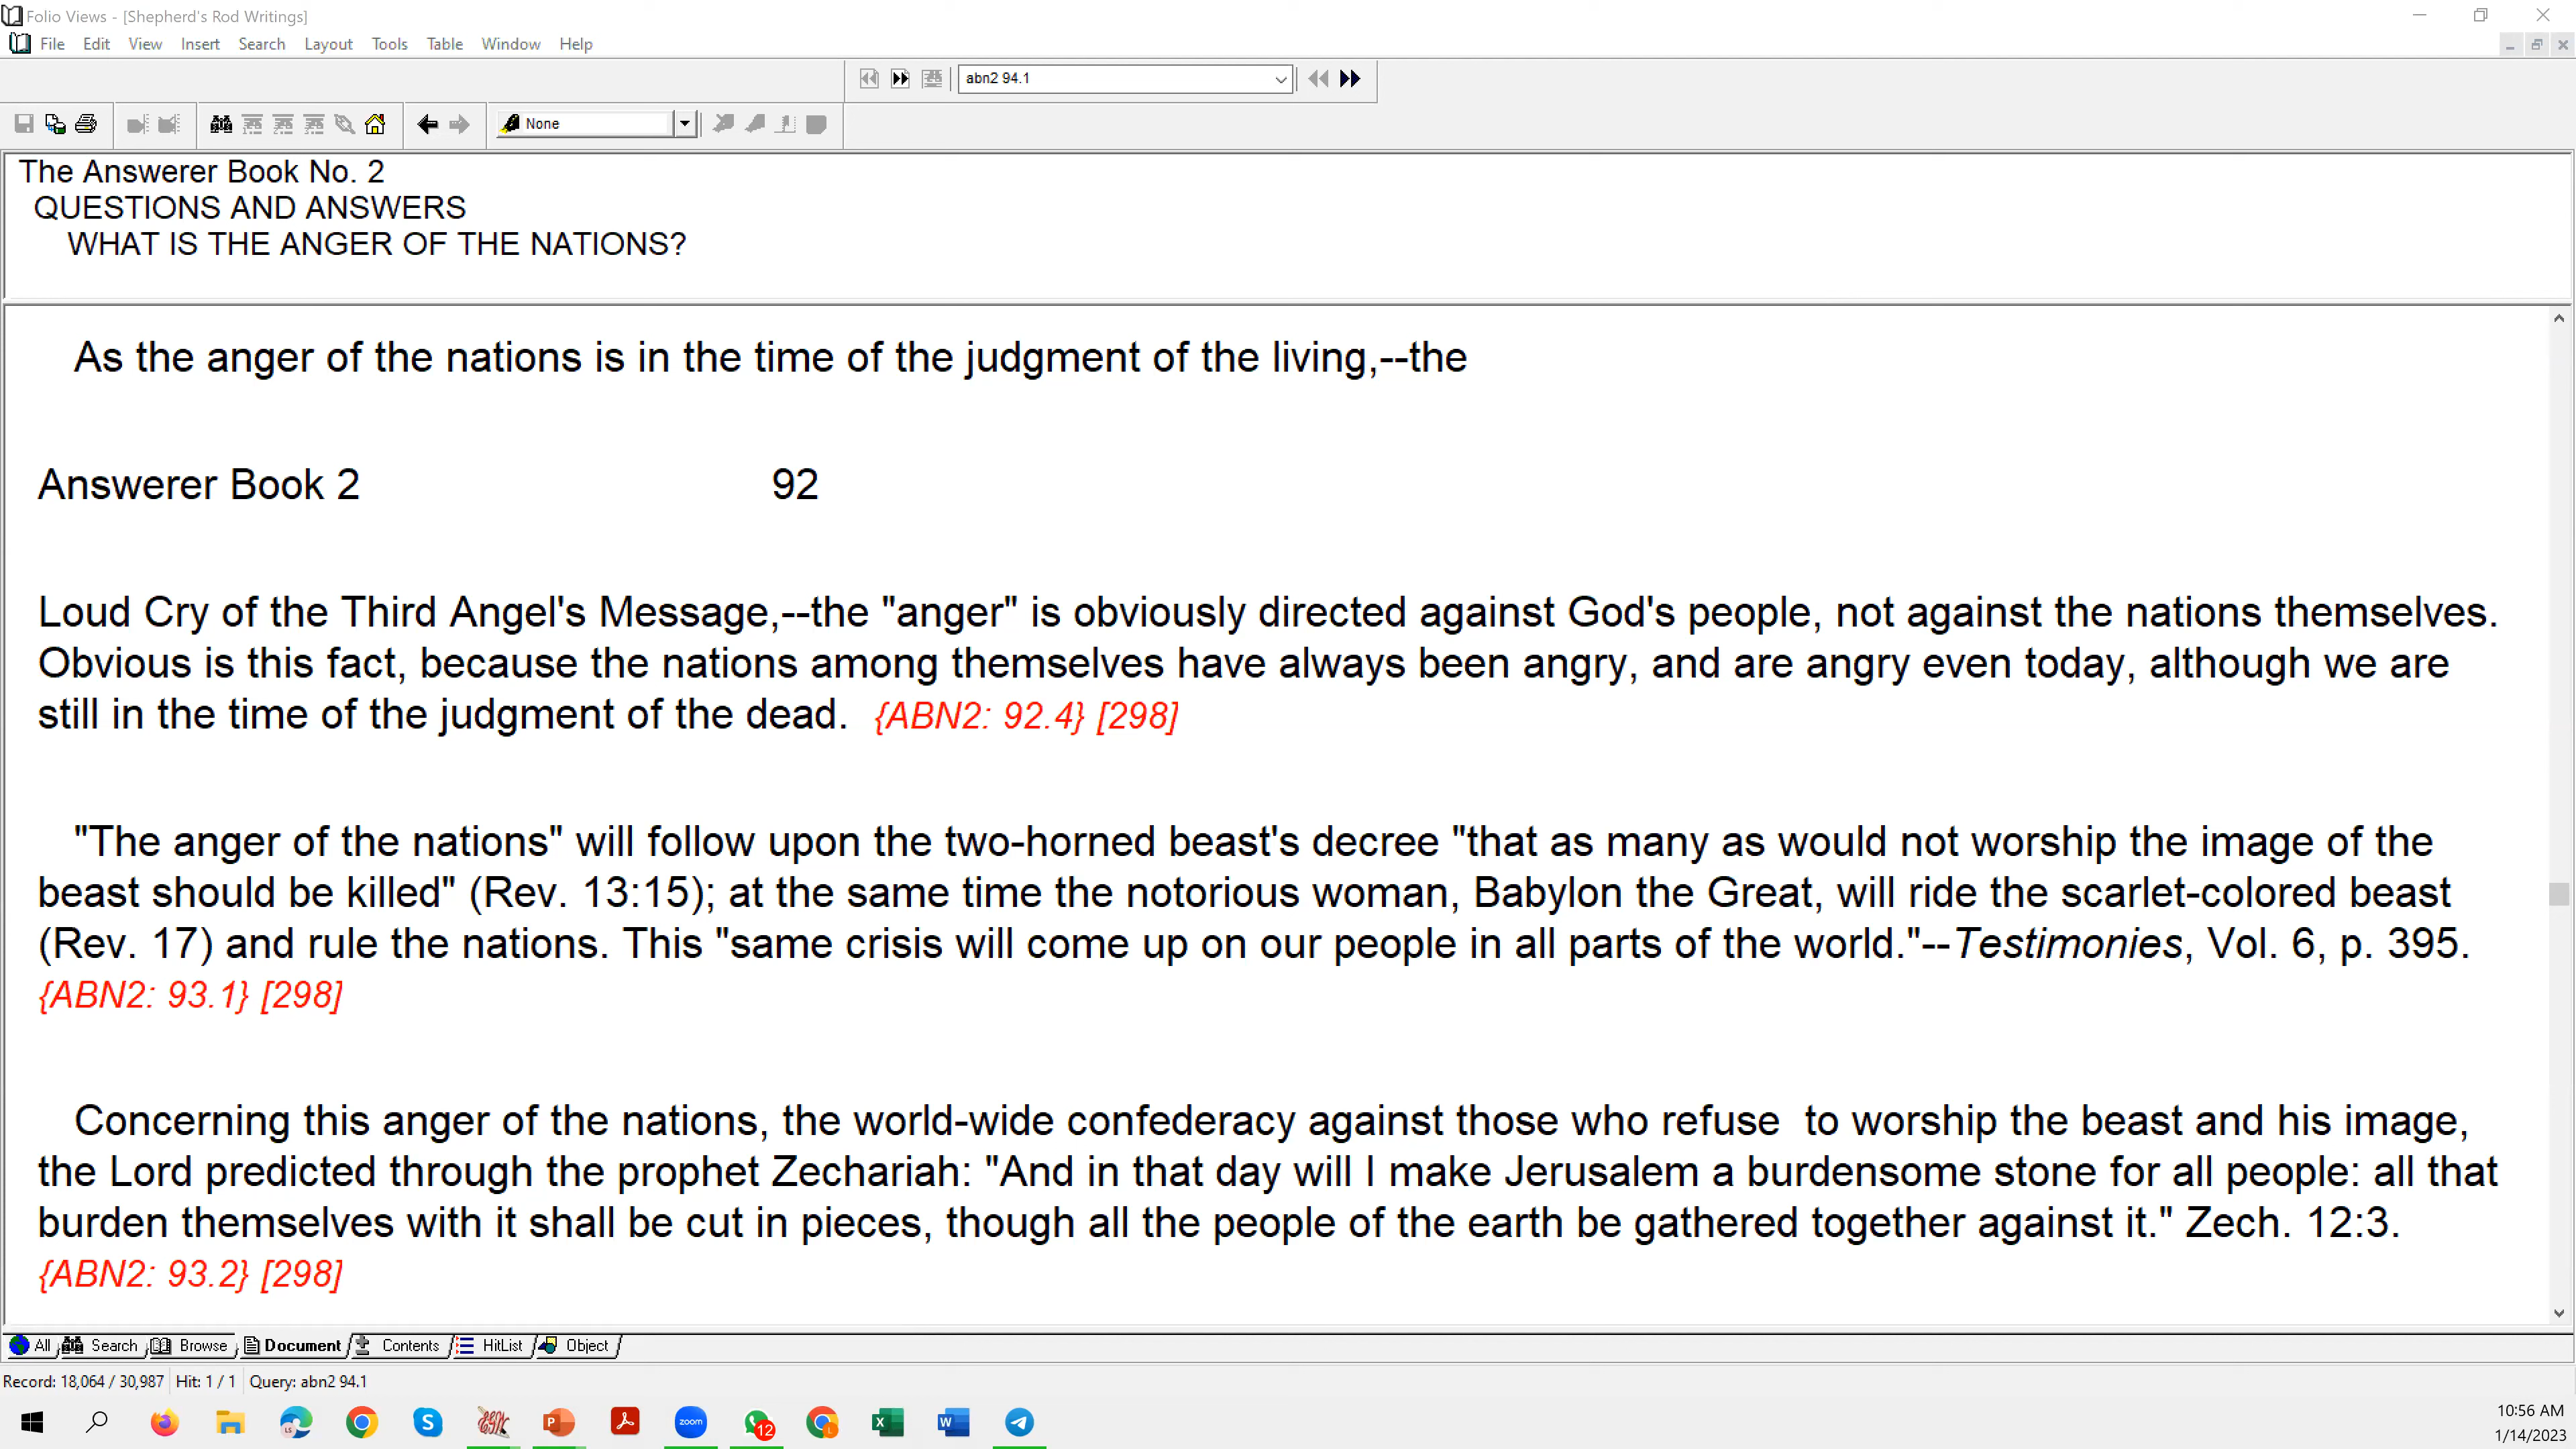 Folio Views - [Shepherd's Rod Writings]
File Edit View Insert Search Layout Tools Table Window Help
abn2 94.1
None
The Answerer Book No. 2
QUESTIONS AND ANSWERS
WHAT IS THE ANGER OF THE NATIONS?
As the anger of the nations is in the time of the judgment of the living,--the
Answerer Book 2 92
Loud Cry of the Third Angel's Message,--the "anger" is obviously directed against God's people, not against the nations themselves.
Obvious is this fact, because the nations among themselves have always been angry, and are angry even today, although we are
still in the time of the judgment of the dead. {ABN2: 92.4} [298]
"The anger of the nations" will follow upon the two-horned beast's decree "that as many as would not worship the image of the
beast should be killed" (Rev. 13:15); at the same time the notorious woman, Babylon the Great, will ride the scarlet-colored beast
(Rev. 17) and rule the nations. This "same crisis will come up on our people in all parts of the world."--Testimonies, Vol. 6, p. 395.
{ABN2: 93.1} [298]
Concerning this anger of the nations, the world-wide confederacy against those who refuse to worship the beast and his image,
the Lord predicted through the prophet Zechariah: "And in that day will I make Jerusalem a burdensome stone for all people: all that
burden themselves with it shall be cut in pieces, though all the people of the earth be gathered together against it." Zech. 12:3.
{ABN2: 93.2} [298]
All Search Browse Document Contents HitList Object
Record: 18,064 / 30,987 Hit: 1 / 1 Query: abn2 94.1
LS S P zoom 12 L X W
10:56 AM
1/14/2023